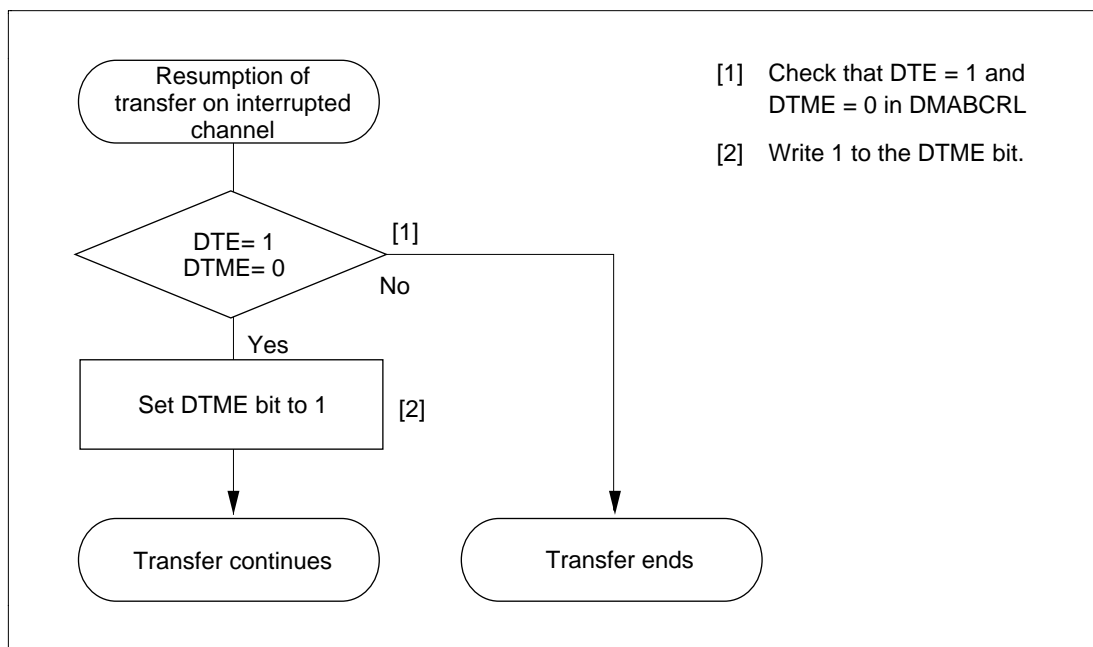 Resumption of
transfer on interrupted
channel
DTE= 1
DTME= 0
[1]
No
Yes
Set DTME bit to 1
[2]
Transfer continues
Transfer ends
[1] Check that DTE = 1 and
DTME = 0 in DMABCRL
[2] Write 1 to the DTME bit.